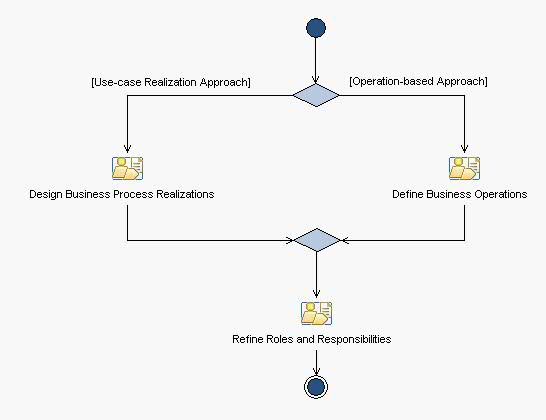 [Use-case Realization Approach]
[Operation-based Approach]
Design Business Process Realizations
Define Business Operations
Refine Roles and Responsibilities